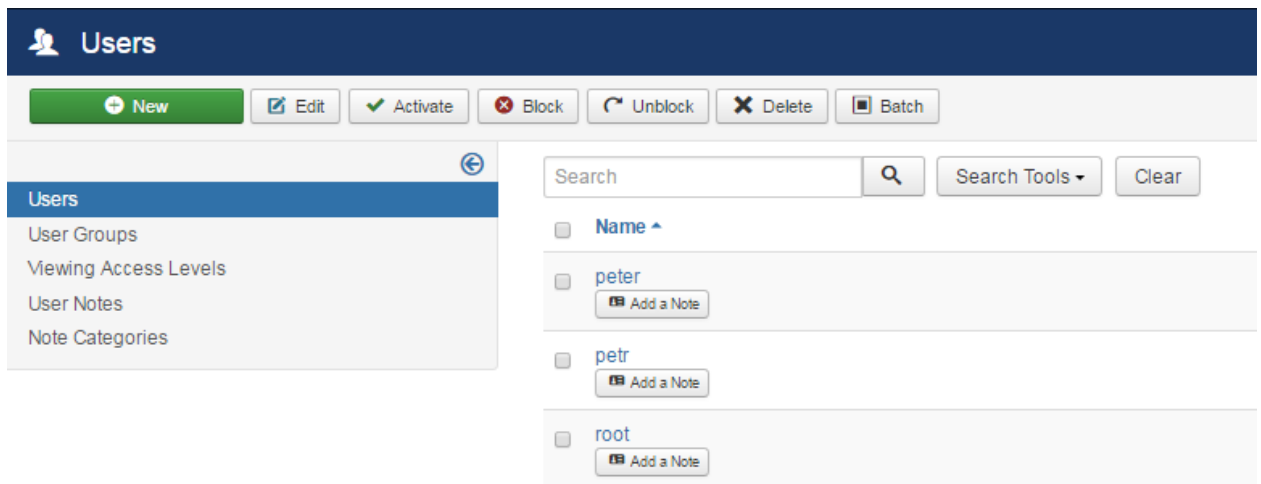 Users
New Edit Activate Block Unblock Delete Batch
Users
User Groups
Viewing Access Levels
User Notes
Note Categories
Search Search Tools Clear
Name
peter
Add a Note
petr
Add a Note
root
Add a Note